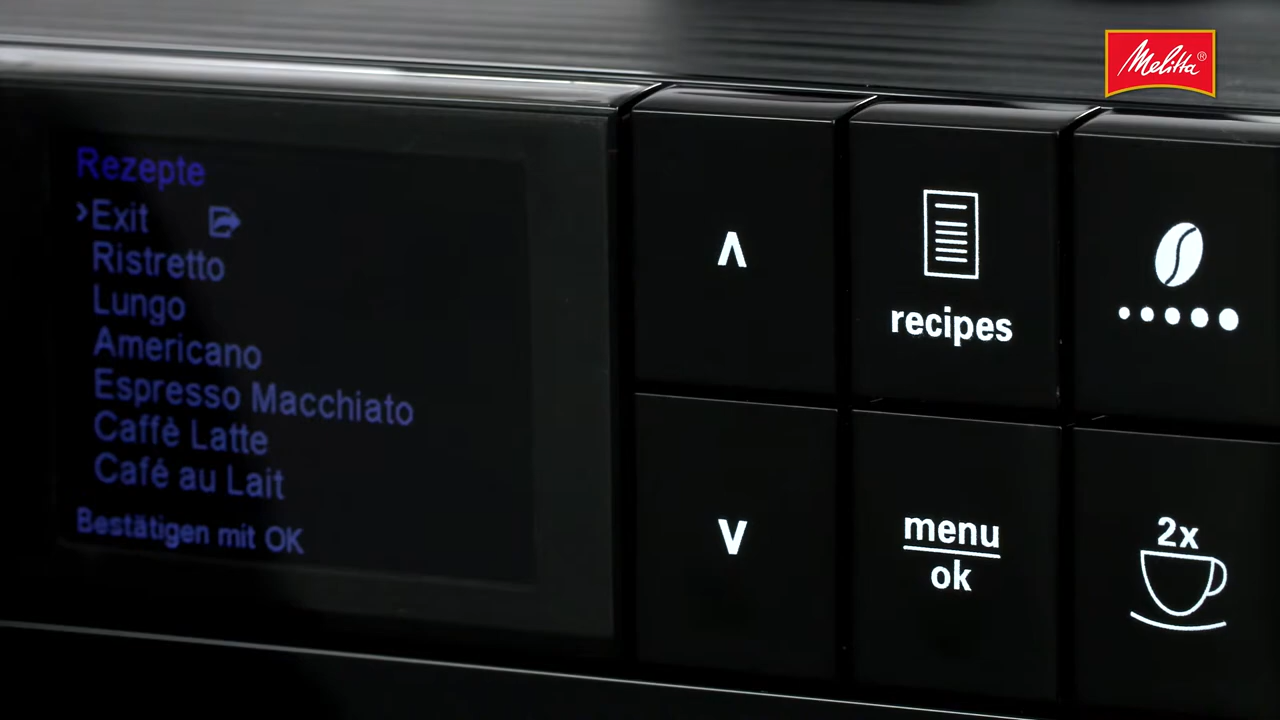 Melitta®
Rezepte
›Exit
Ristretto
Lungo
Americano
Espresso Macchiato
Caffè Latte
Café au Lait
Bestätigen mit OK
recipes
menu
ok
2x